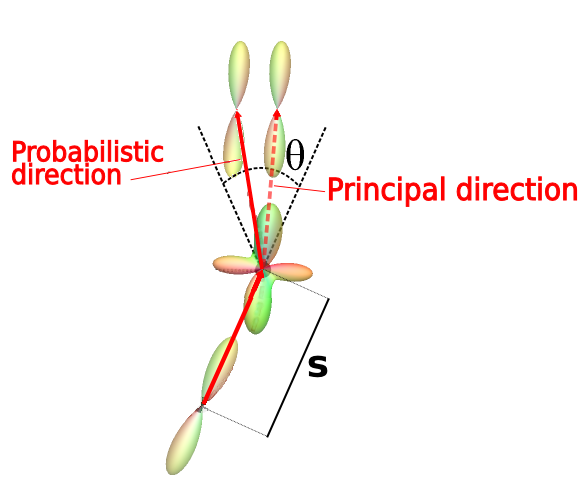 Probabilistic
direction
θ
Principal direction
s